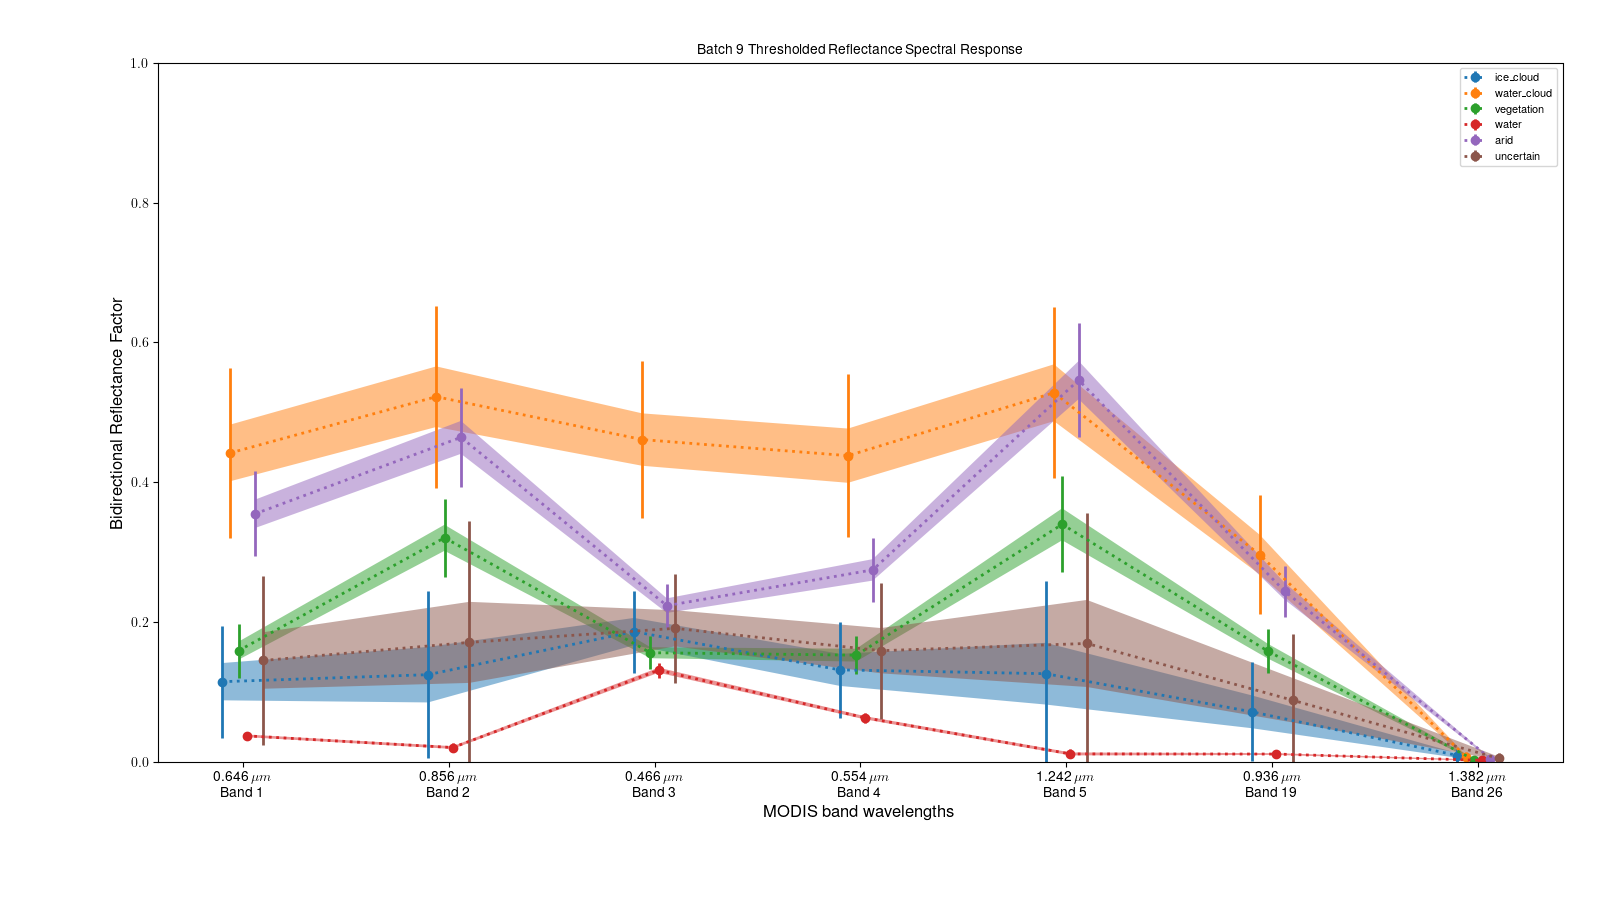 Batch 9 Thresholded Reflectance Spectral Response
1.0
0.8
0.6
0.4
0.2
0.0
Bidirectional Reflectance Factor
ice_cloud
water_cloud
vegetation
water
arid
uncertain
0.646 μm
Band 1
0.856 μm
Band 2
0.466 μm
Band 3
0.554 μm
Band 4
1.242 μm
Band 5
0.936 μm
Band 19
1.382 μm
Band 26
MODIS band wavelengths